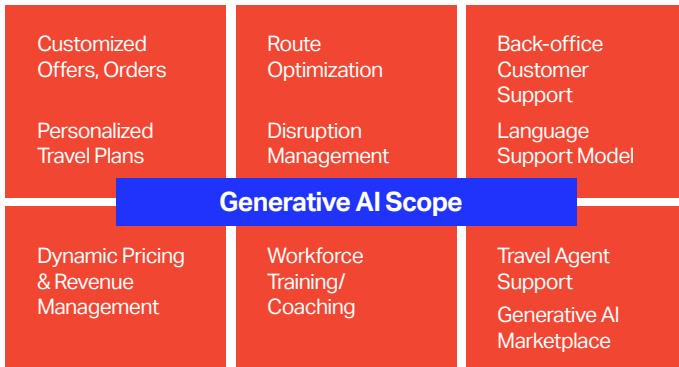 Customized
Offers, Orders
Personalized
Travel Plans
Route
Optimization
Disruption
Management
Back-office
Customer
Support
Language
Support Model
Generative AI Scope
Dynamic Pricing
& Revenue
Management
Workforce
Training/
Coaching
Travel Agent
Support
Generative AI
Marketplace